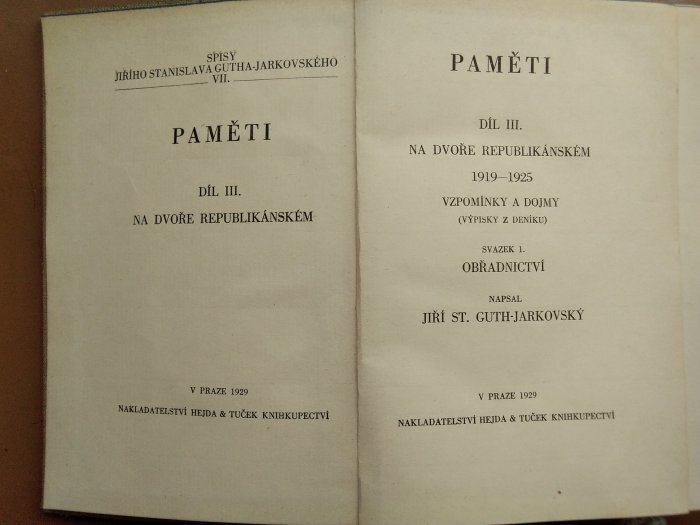 SPISY
JIŘÍHO STANISLAVA GUTHA-JARKOVSKÉHO
VII.
PAMĚTI
DÍL III.
NA DVOŘE REPUBLIKÁNSKÉM
V PRAZE 1929
NAKLADATELSTVÍ HEJDA & TUČEK KNIHKUPECTVÍ
PAMĚTI
DÍL III.
NA DVOŘE REPUBLIKÁNSKÉM
1919—1925
VZPOMÍNKY A DOJMY
(VÝPISKY Z DENÍKU)
SVAZEK 1.
OBŘADNICTVÍ
NAPSAL
JIŘÍ ST. GUTH-JARKOVSKÝ
V PRAZE 1929
NAKLADATELSTVÍ HEJDA & TUČEK KNIHKUPECTVÍ